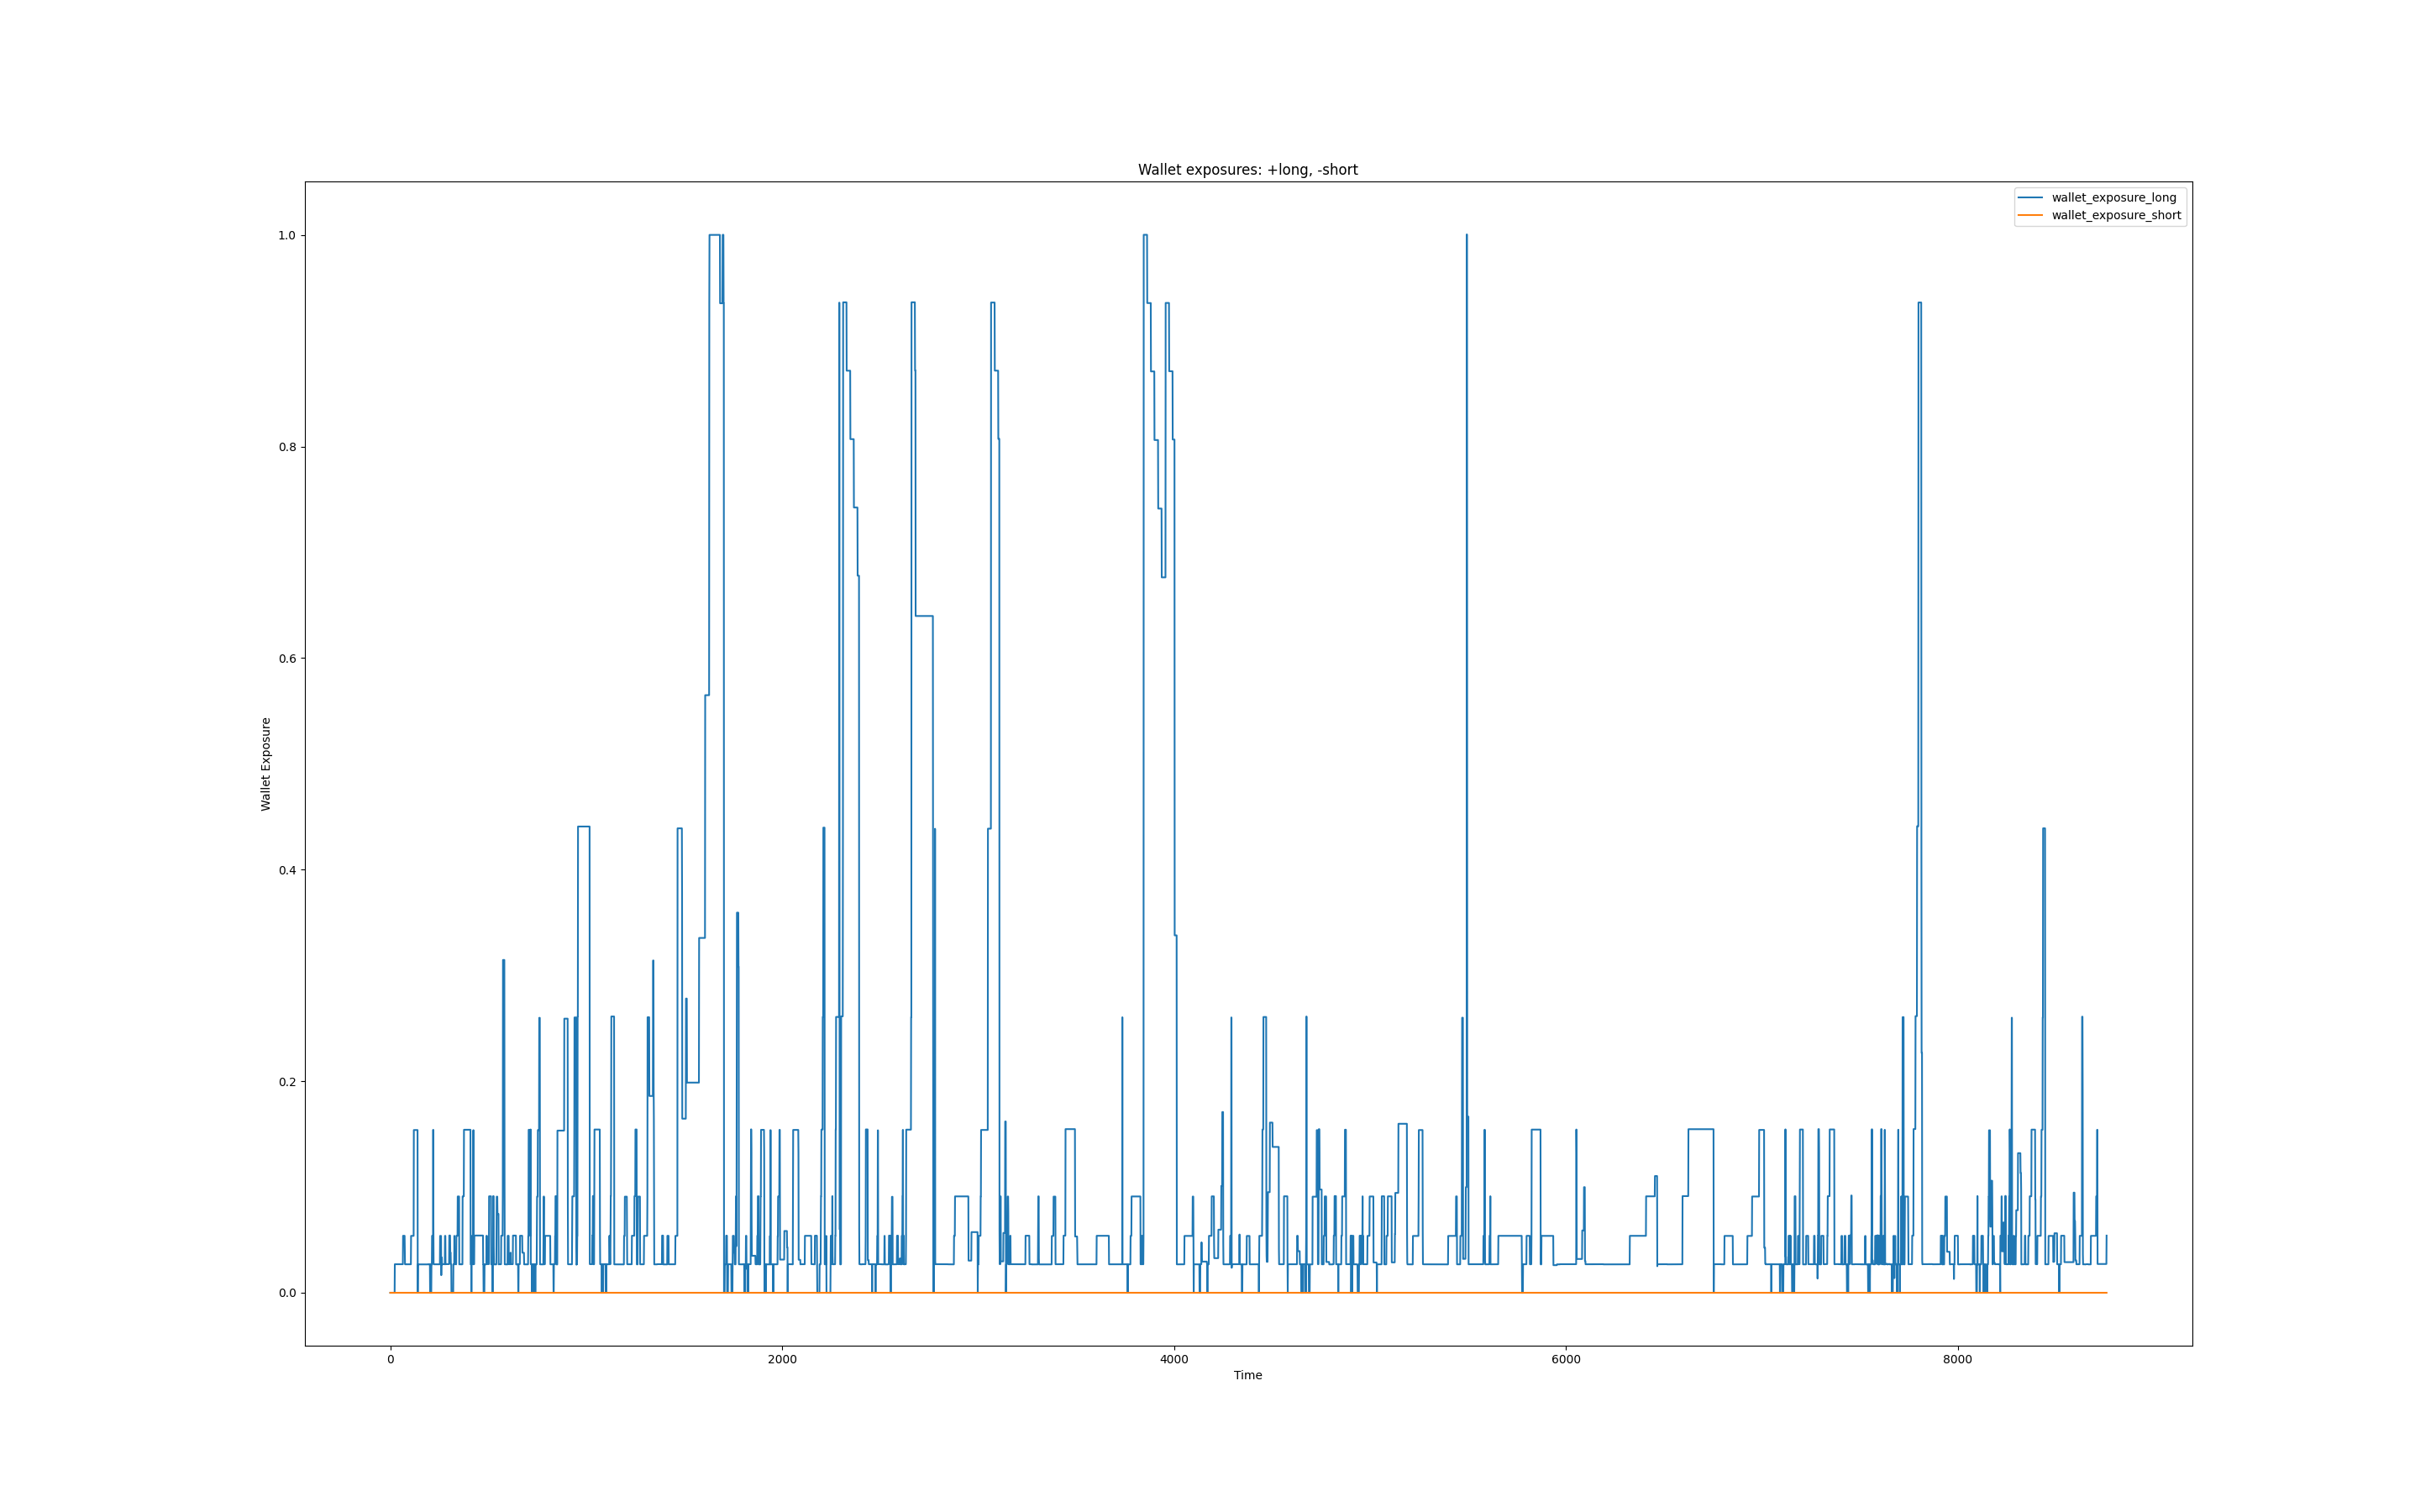 Wallet exposures: +long, -short
wallet_exposure_long
wallet_exposure_short
1.0
0.8
0.6
0.4
0.2
0.0
Wallet Exposure
0 2000 4000 6000 8000
Time